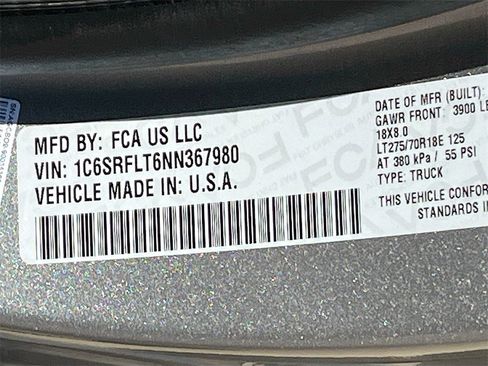 MFD BY: FCA US LLC
VIN: 1C6SRFLT6NN367980
VEHICLE MADE IN: U.S.A.
DATE OF MFR (BUILT):
GAWR FRONT: 3900
18X8.0
LT275/70R18E 125
AT 380 kPa / 55 PSI
TYPE: TRUCK
THIS VEHICLE
STANDARDS